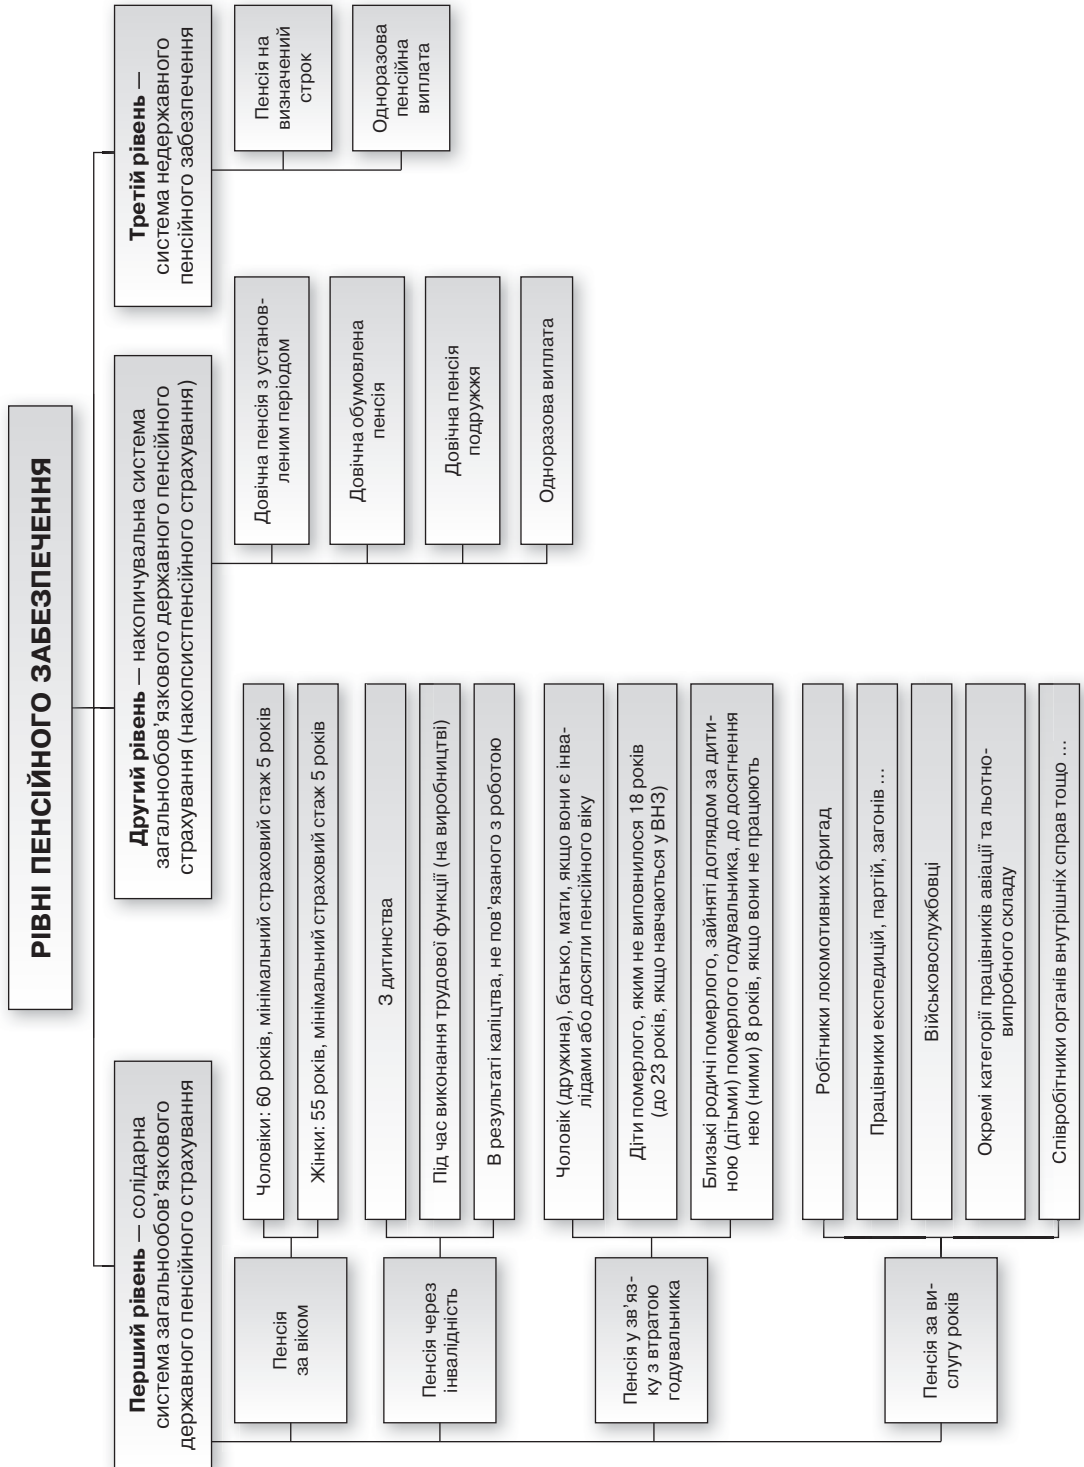 РІВНІ ПЕНСІЙНОГО ЗАБЕЗПЕЧЕННЯ
Перший рівень — солідарна
система загальнообов’язкового
державного пенсійного страхування
Пенсія
за віком
Чоловіки: 60 років, мінімальний страховий стаж 5 років
Жінки: 55 років, мінімальний страховий стаж 5 років
Пенсія через
інвалідність
З дитинства
Під час виконання трудової функції (на виробництві)
В результаті каліцтва, не пов’язаного з роботою
Пенсія у зв’яз-
ку з втратою
годувальника
Чоловік (дружина), батько, мати, якщо вони є інва-
лідами або досягли пенсійного віку
Діти померлого, яким не виповнилося 18 років
(до 23 років, якщо навчаються у ВНЗ)
Близькі родичі померлого, зайняті доглядом за дити-
ною (дітьми) померлого годувальника, до досягнення
нею (ними) 8 років, якщо вони не працюють
Пенсія за ви-
слугу років
Робітники локомотивних бригад
Працівники експедицій, партій, загонів ...
Військовослужбовці
Окремі категорії працівників авіації та льотно-
випробного складу
Співробітники органів внутрішніх справ тощо ...
Другий рівень — накопичувальна система
загальнообов’язкового державного пенсійного
страхування (накопсистпенсійного страхування)
Довічна пенсія з установ-
леним періодом
Довічна обумовлена
пенсія
Довічна пенсія
подружжя
Одноразова виплата
Третій рівень —
система недержавного
пенсійного забезпечення
Пенсія на
визначений
строк
Одноразова
пенсійна
виплата